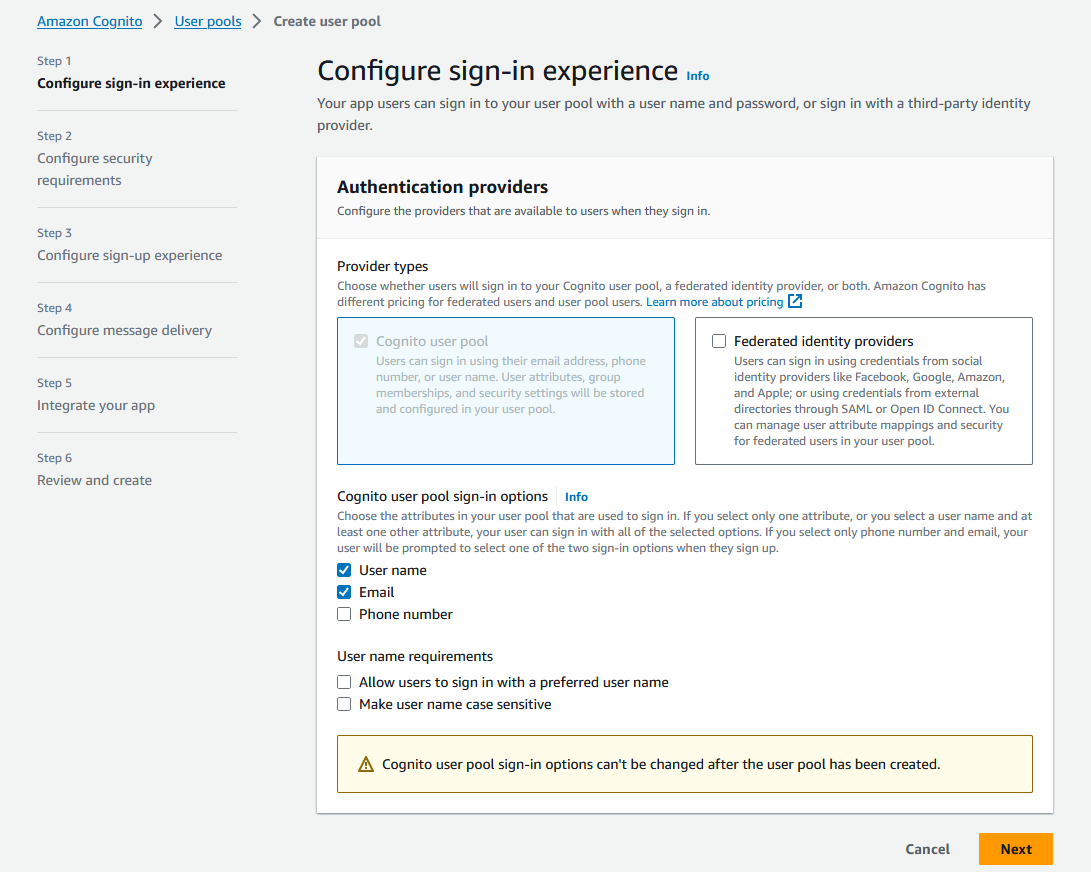 Amazon Cognito > User pools > Create user pool
Step 1
Configure sign-in experience
Step 2
Configure security
requirements
Step 3
Configure sign-up experience
Step 4
Configure message delivery
Step 5
Integrate your app
Step 6
Review and create
Configure sign-in experience Info
Your app users can sign in to your user pool with a user name and password, or sign in with a third-party identity
provider.
Authentication providers
Configure the providers that are available to users when they sign in.
Provider types
Choose whether users will sign in to your Cognito user pool, a federated identity provider, or both. Amazon Cognito has
different pricing for federated users and user pool users. Learn more about pricing
Cognito user pool
Users can sign in using their email address, phone
number, or user name. User attributes, group
memberships, and security settings will be stored
and configured in your user pool.
Federated identity providers
Users can sign in using credentials from social
identity providers like Facebook, Google, Amazon,
and Apple; or using credentials from external
directories through SAML or Open ID Connect. You
can manage user attribute mappings and security
for federated users in your user pool.
Cognito user pool sign-in options Info
Choose the attributes in your user pool that are used to sign in. If you select only one attribute, or you select a user name and at
least one other attribute, your user can sign in with all of the selected options. If you select only phone number and email, your
user will be prompted to select one of the two sign-in options when they sign up.
User name
Email
Phone number
User name requirements
Allow users to sign in with a preferred user name
Make user name case sensitive
Cognito user pool sign-in options can't be changed after the user pool has been created.
Cancel
Next